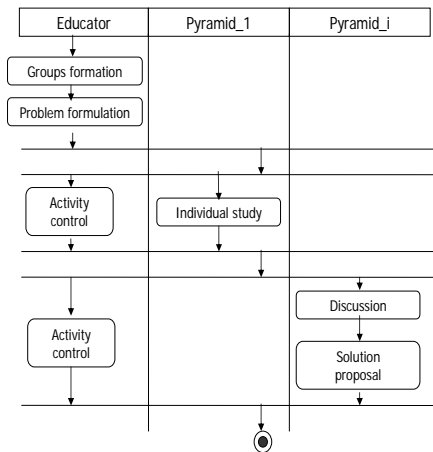 Educator Pyramid_1 Pyramid_i
Groups formation
Problem formulation
Activity
control
Individual study
Discussion
Activity
control
Solution
proposal